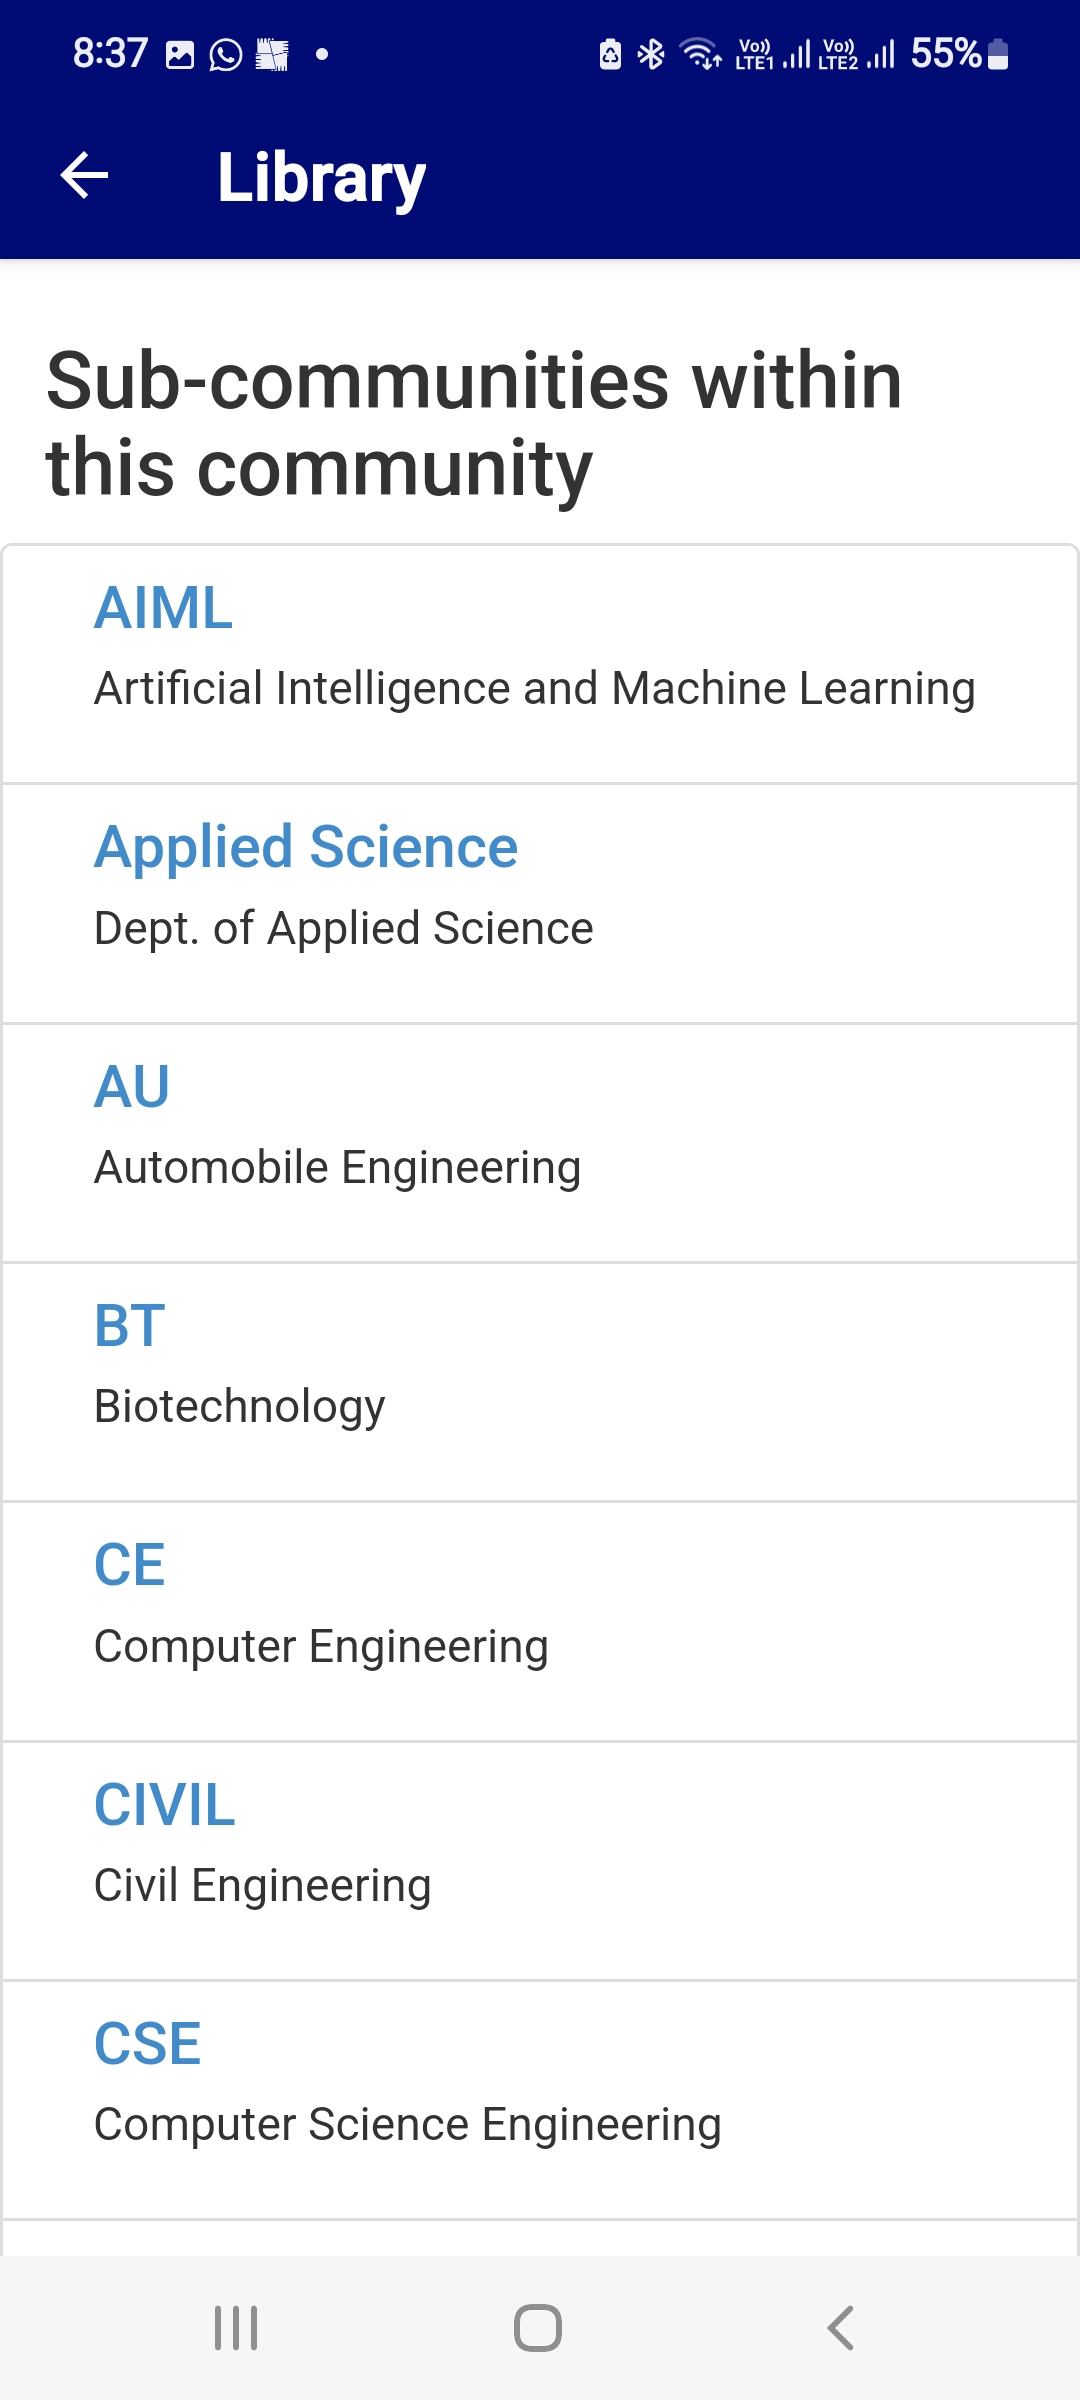 8:37 Vo)) LTE1 Vo)) LTE2 55%
Library
Sub-communities within
this community
AIML
Artificial Intelligence and Machine Learning
Applied Science
Dept. of Applied Science
AU
Automobile Engineering
BT
Biotechnology
CE
Computer Engineering
CIVIL
Civil Engineering
CSE
Computer Science Engineering